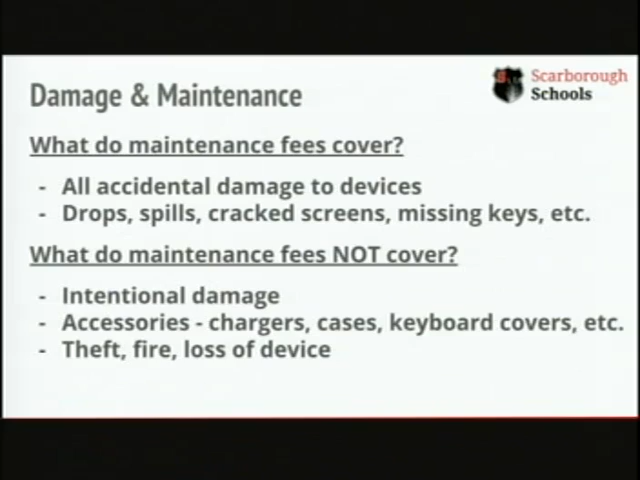 Damage & Maintenance
Scarborough
Schools
What do maintenance fees cover?
- All accidental damage to devices
- Drops, spills, cracked screens, missing keys, etc.
What do maintenance fees NOT cover?
- Intentional damage
- Accessories - chargers, cases, keyboard covers, etc.
- Theft, fire, loss of device